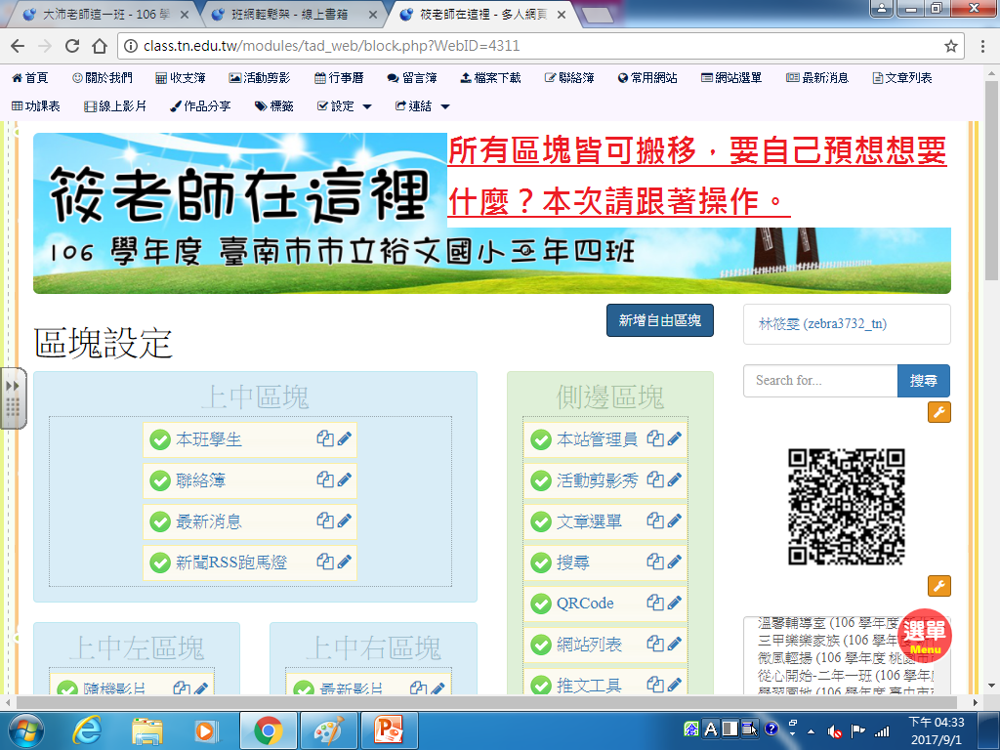 大沛老師這一班 - 106 學
班網輕鬆架 - 線上書籍
筱老師在這裡 - 多人網頁
class.tn.edu.tw/modules/tad_web/block.php?WebID=4311
首頁 關於我們 收支簿 活動剪影 行事曆 留言簿 檔案下載 聯絡簿 常用網站 網站選單 最新消息 文章列表
功課表 線上影片 作品分享 標籤 設定 連結
所有區塊皆可搬移，要自己預想想要
什麼？本次請跟著操作。
筱老師在這裡
106 學年度 臺南市市立裕文國小三年四班
區塊設定
新增自由區塊
上中區塊
本班學生
聯絡簿
最新消息
新聞RSS跑馬燈
上中左區塊
隨機影片
上中右區塊
最新影片
側邊區塊
本站管理員
活動剪影秀
文章選單
搜尋
QRCode
網站列表
推文工具
林筱雯 (zebra3732_tn)
Search for...
搜尋
溫馨輔導室 (106 學年度
三甲樂樂家族 (106 學年度
微風輕揚 (106 學年度 桃園市
從心開始-二年一班 (106 學年度
學習園地 (106 學年度 臺中市
選單
Menu
下午 04:33
2017/9/1